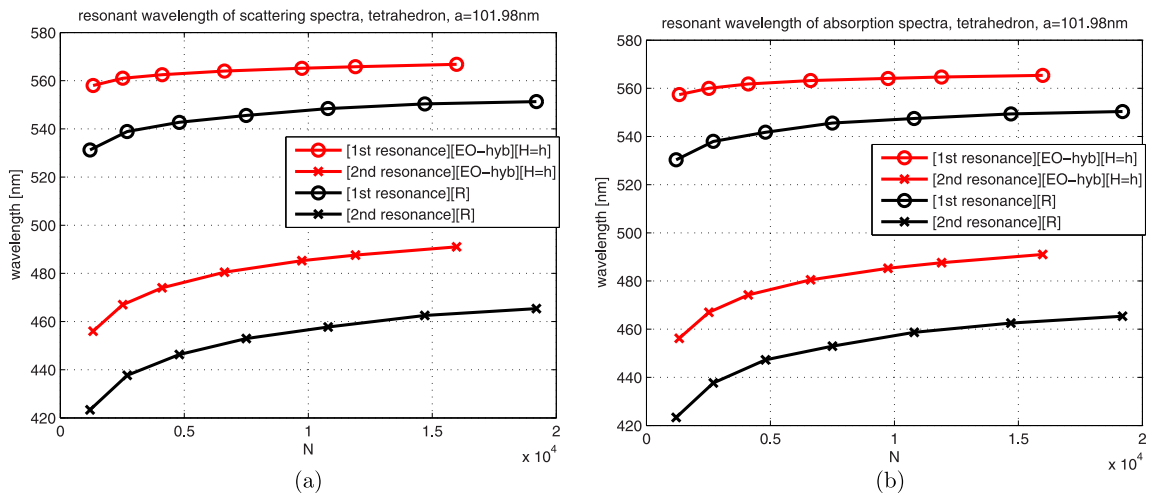 resonant wavelength of scattering spectra, tetrahedron, a=101.98nm
580
560
540
520
500
480
460
440
420
wavelength [nm]
[1st resonance][EO−hyb][H=h]
[2nd resonance][EO−hyb][H=h]
[1st resonance][R]
[2nd resonance][R]
0 0.5 1 1.5 2
N
x 10^4
(a)
resonant wavelength of absorption spectra, tetrahedron, a=101.98nm
580
560
540
520
500
480
460
440
420
wavelength [nm]
[1st resonance][EO−hyb][H=h]
[2nd resonance][EO−hyb][H=h]
[1st resonance][R]
[2nd resonance][R]
0 0.5 1 1.5 2
N
x 10^4
(b)